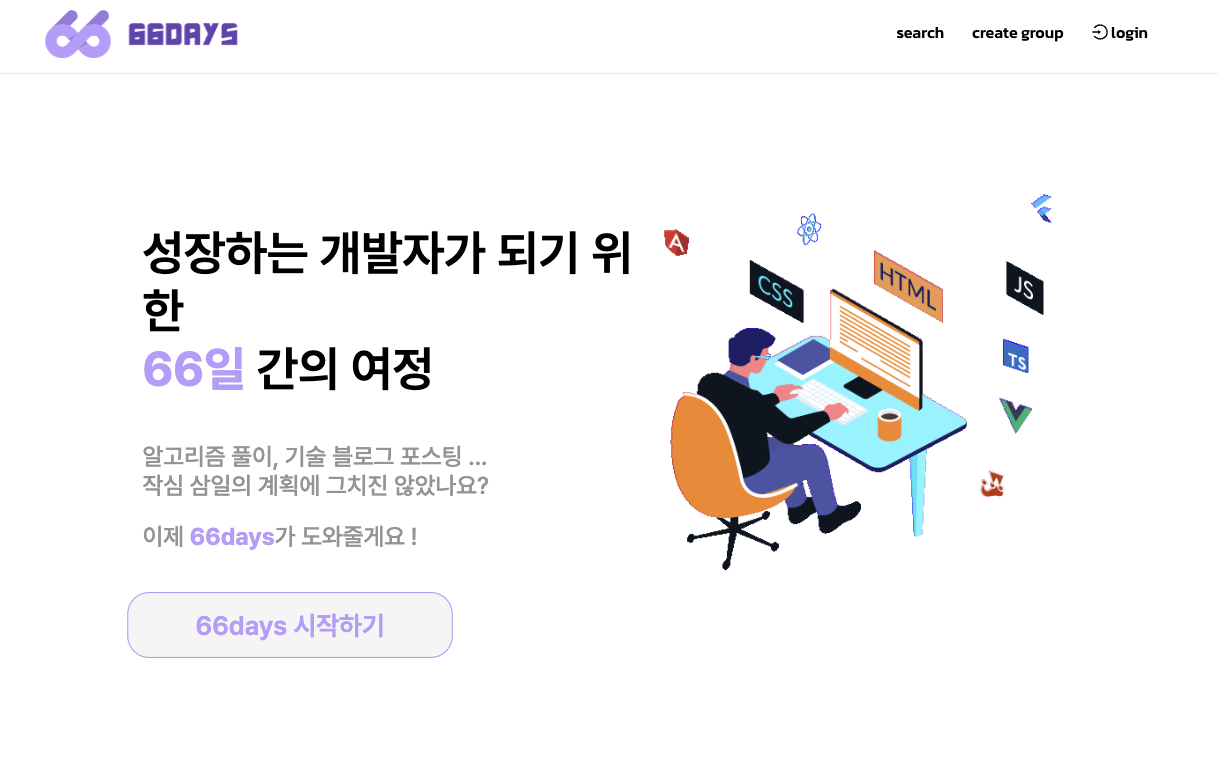 66 66DAYS
search create group login
성장하는 개발자가 되기 위
한
66일 간의 여정
알고리즘 풀이, 기술 블로그 포스팅 ...
작심 삼일의 계획에 그치진 않았나요?
이제 66days가 도와줄게요 !
66days 시작하기
A
CSS
HTML
JS
TS